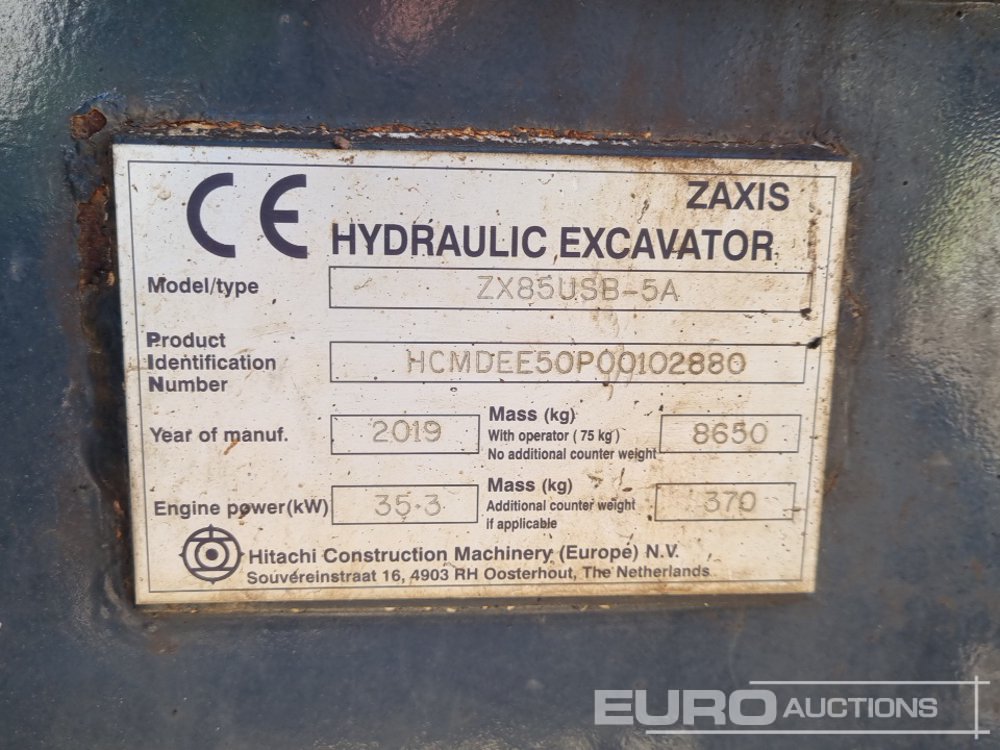 CE
ZAXIS
HYDRAULIC EXCAVATOR
Model/type ZX85USB-5A
Product
Identification
Number
HCMDEE50P00102880
Year of manuf. 2019
Mass (kg)
With operator ( 75 kg )
No additional counter weight
8650
Engine power(kW) 35.3
Mass (kg)
Additional counter weight
if applicable
370
Hitachi Construction Machinery (Europe) N.V.
Souvereinstraat 16, 4903 RH Oosterhout, The Netherlands
EURO AUCTIONS